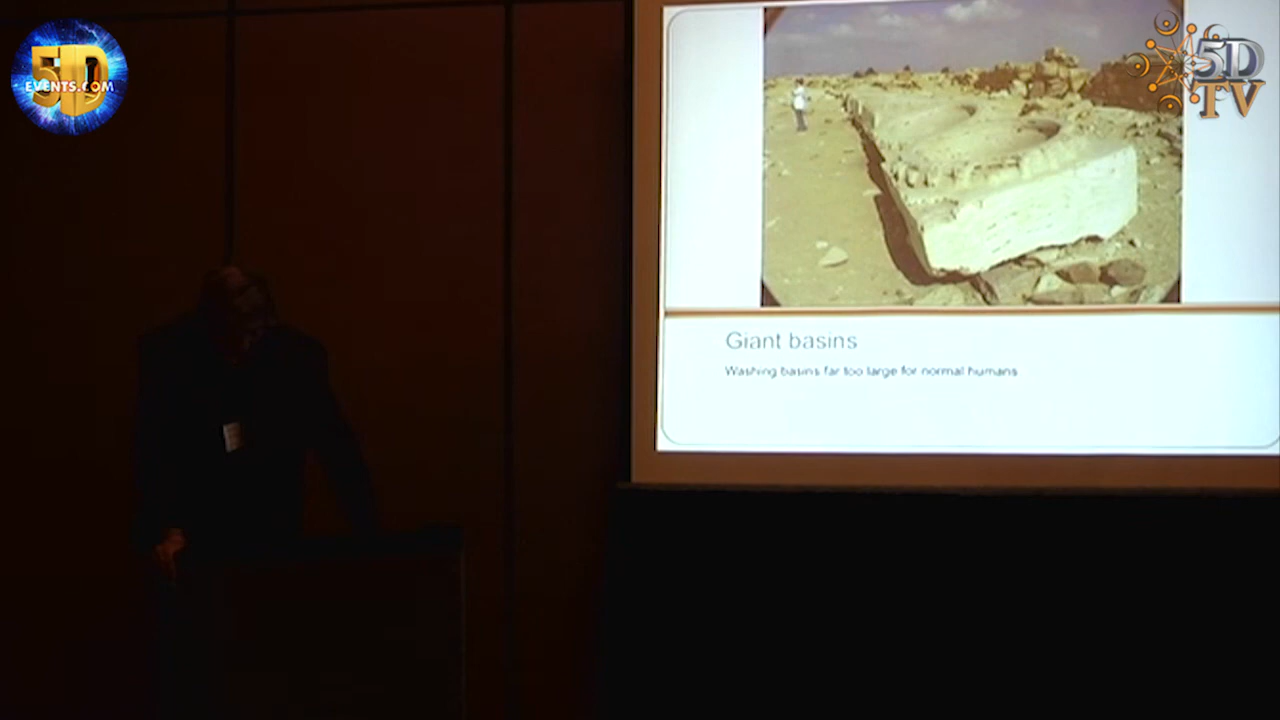 5D
EVENTS.COM
5D
TV
Giant basins
Washing basins far too large for normal humans